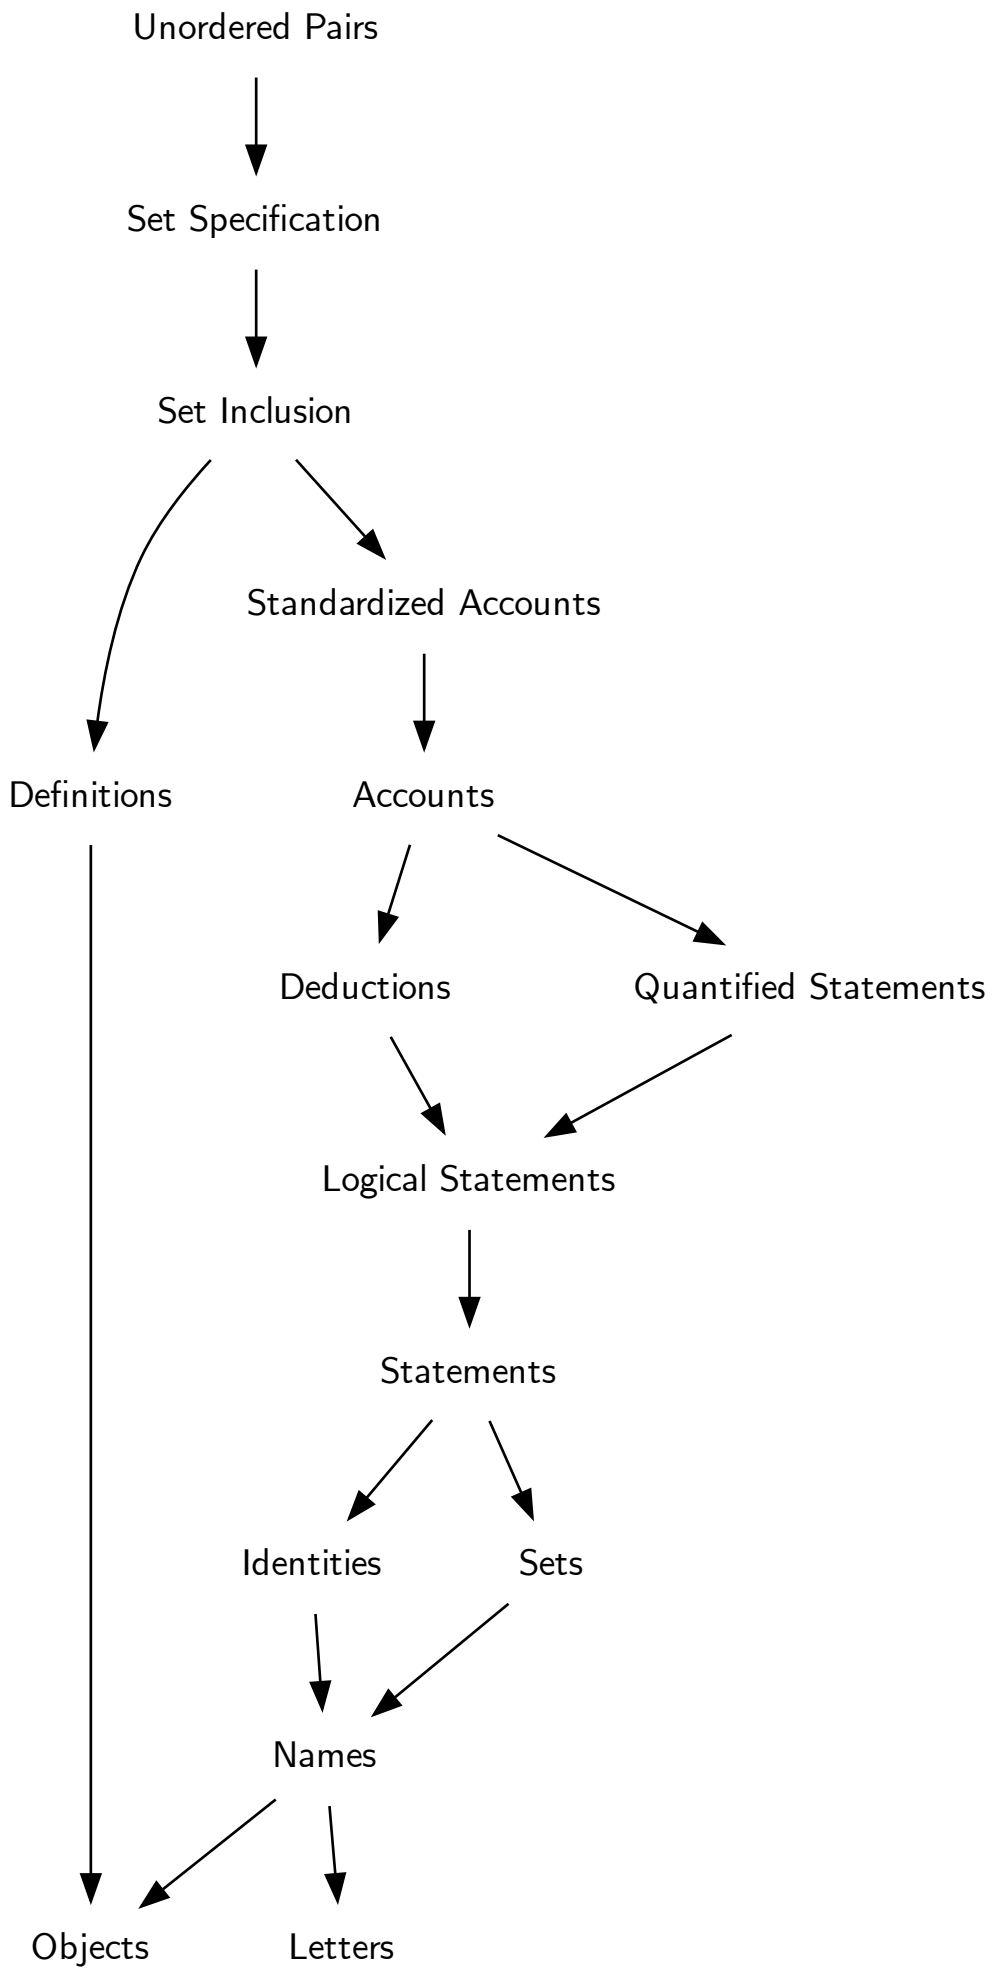 Unordered Pairs
Set Specification
Set Inclusion
Standardized Accounts
Definitions
Accounts
Deductions
Quantified Statements
Logical Statements
Statements
Identities
Sets
Names
Objects
Letters